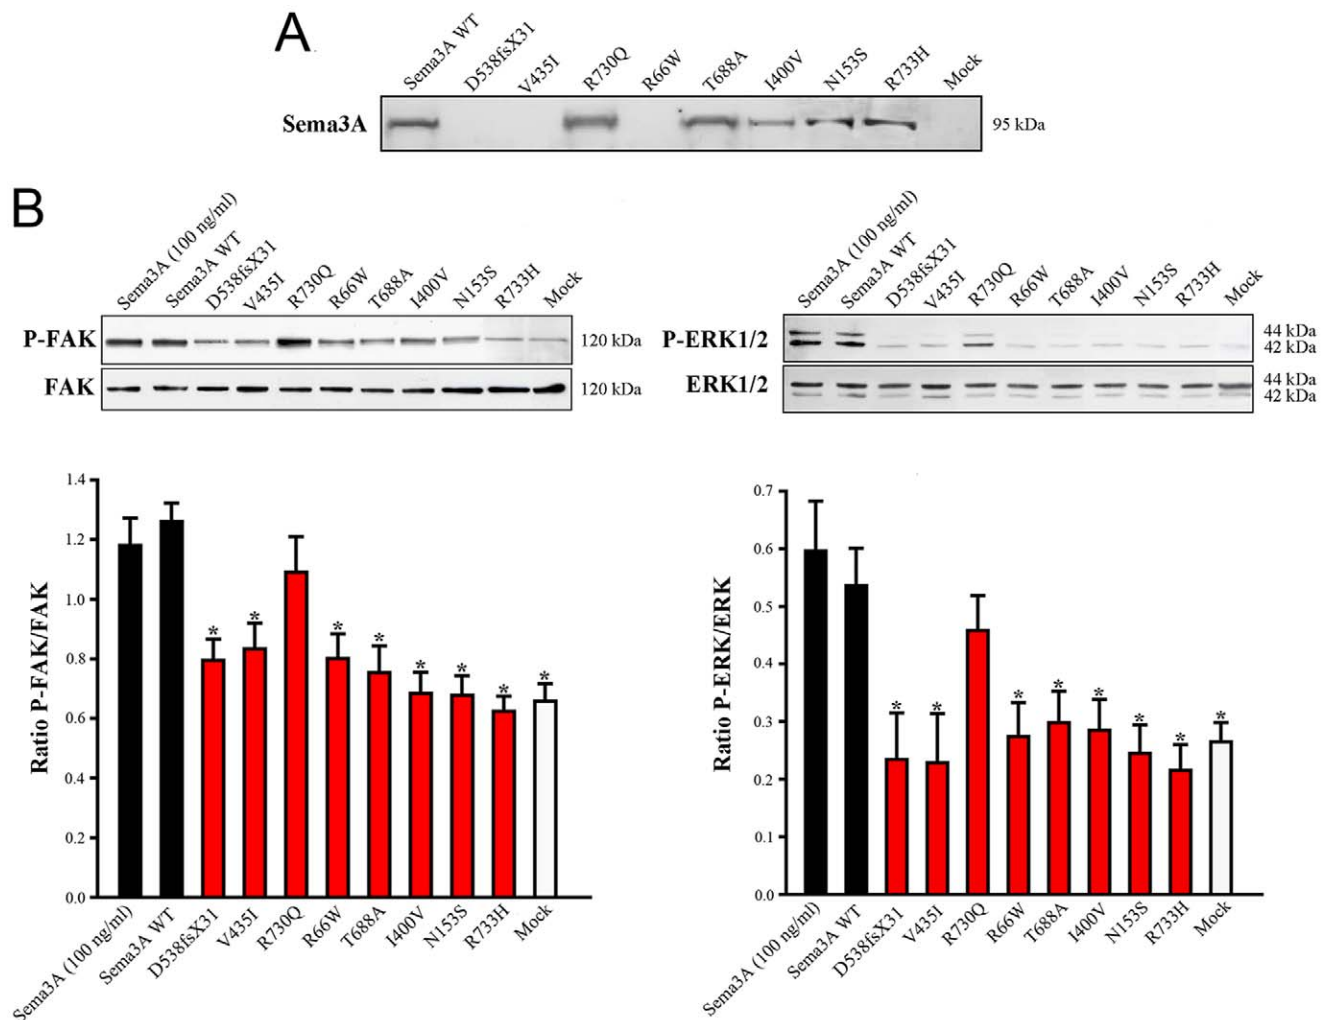 A
Sema3A WT
D538fsX31
V435I
R730Q
R66W
T688A
I400V
N153S
R733H
Mock
Sema3A
95 kDa
B
Sema3A (100 ng/ml)
Sema3A WT
D538fsX31
V435I
R730Q
R66W
T688A
I400V
N153S
R733H
Mock
P-FAK
120 kDa
FAK
120 kDa
Sema3A (100 ng/ml)
Sema3A WT
D538fsX31
V435I
R730Q
R66W
T688A
I400V
N153S
R733H
Mock
P-ERK1/2
44 kDa
42 kDa
ERK1/2
44 kDa
42 kDa
Ratio P-FAK/FAK
1.4
1.2
1.0
0.8
0.6
0.4
0.2
0.0
* * * * * * * *
Sema3A (100 ng/ml)
Sema3A WT
D538fsX31
V435I
R730Q
R66W
T688A
I400V
N153S
R733H
Mock
Ratio P-ERK/ERK
0.7
0.6
0.5
0.4
0.3
0.2
0.1
0.0
* * * * * * * *
Sema3A (100 ng/ml)
Sema3A WT
D538fsX31
V435I
R730Q
R66W
T688A
I400V
N153S
R733H
Mock